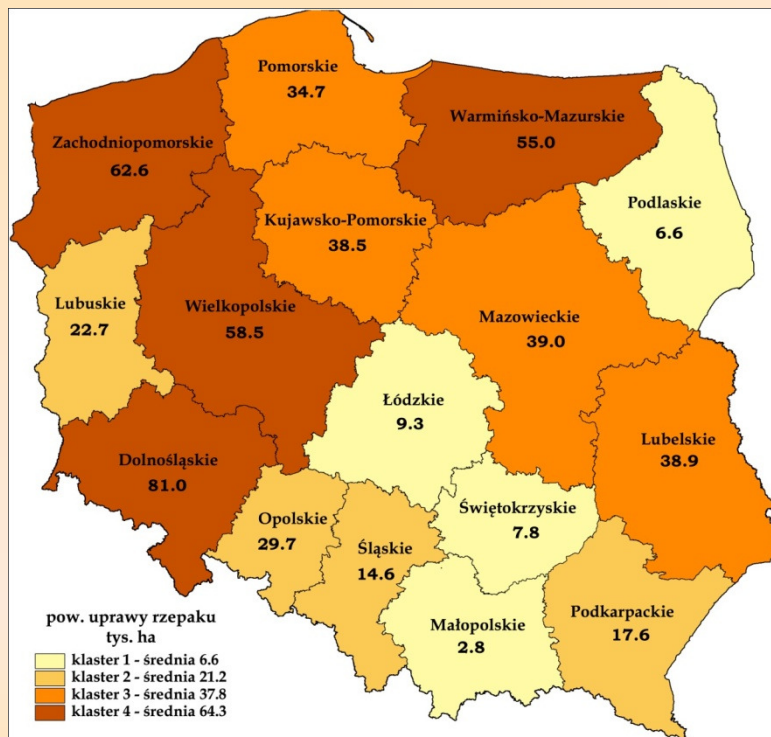 Pomorskie
34.7
Warmińsko-Mazurskie
55.0
Zachodniopomorskie
62.6
Podlaskie
6.6
Kujawsko-Pomorskie
38.5
Lubuskie
22.7
Wielkopolskie
58.5
Mazowieckie
39.0
Łódzkie
9.3
Lubelskie
38.9
Dolnośląskie
81.0
Opolskie
29.7
Śląskie
14.6
Świętokrzyskie
7.8
Małopolskie
2.8
Podkarpackie
17.6
pow. uprawy rzepaku
tys. ha
klaster 1 - średnia 6.6
klaster 2 - średnia 21.2
klaster 3 - średnia 37.8
klaster 4 - średnia 64.3